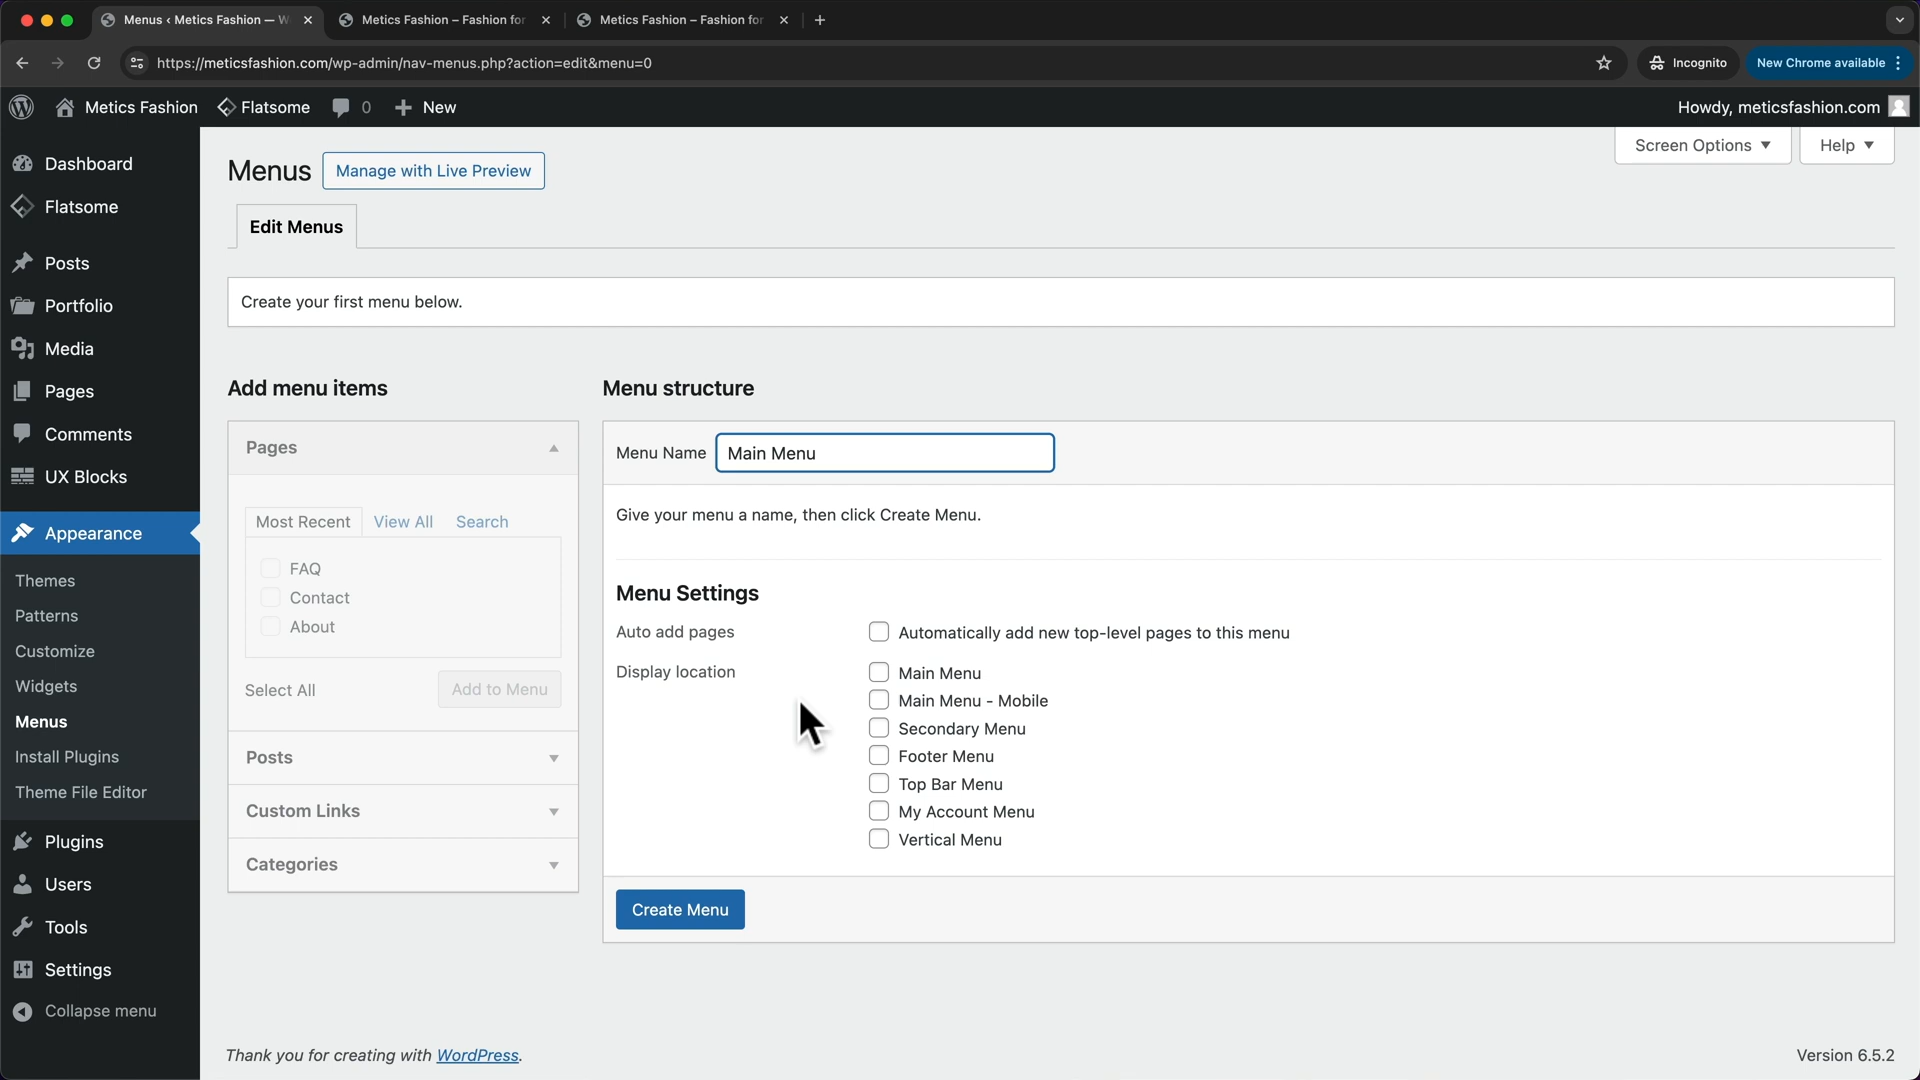 Menus ‹ Metics Fashion — W
Metics Fashion – Fashion for
Metics Fashion – Fashion for
https://meticsfashion.com/wp-admin/nav-menus.php?action=edit&menu=0
Incognito
New Chrome available
Metics Fashion
Flatsome
0
New
Howdy, meticsfashion.com
Dashboard
Flatsome
Posts
Portfolio
Media
Pages
Comments
UX Blocks
Appearance
Themes
Patterns
Customize
Widgets
Menus
Install Plugins
Theme File Editor
Plugins
Users
Tools
Settings
Collapse menu
Screen Options
Help
Menus
Manage with Live Preview
Edit Menus
Create your first menu below.
Add menu items
Pages
Most Recent
View All
Search
FAQ
Contact
About
Select All
Add to Menu
Posts
Custom Links
Categories
Menu structure
Menu Name
Main Menu
Give your menu a name, then click Create Menu.
Menu Settings
Auto add pages
Automatically add new top-level pages to this menu
Display location
Main Menu
Main Menu - Mobile
Secondary Menu
Footer Menu
Top Bar Menu
My Account Menu
Vertical Menu
Create Menu
Thank you for creating with WordPress.
Version 6.5.2